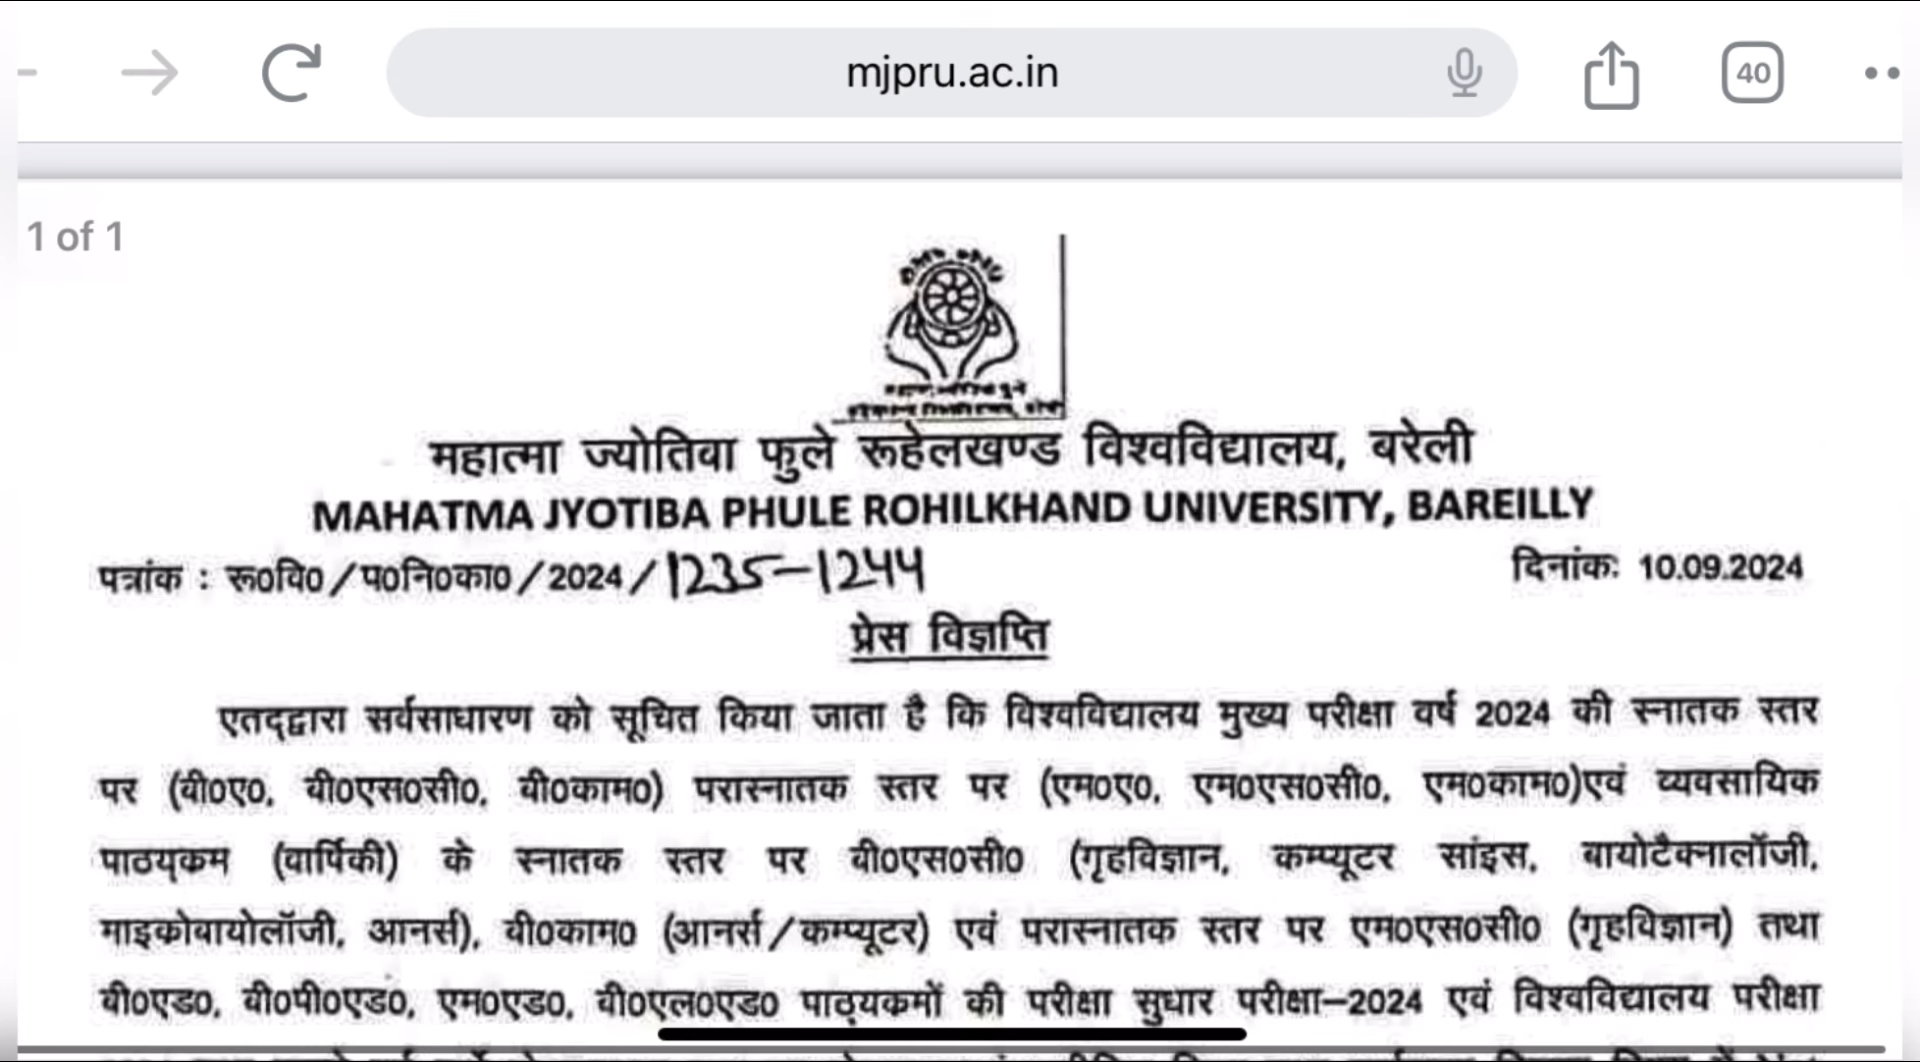 mjpru.ac.in
40
1 of 1
महात्मा ज्योतिबा फुले रूहेलखण्ड विश्वविद्यालय, बरेली
MAHATMA JYOTIBA PHULE ROHILKHAND UNIVERSITY, BAREILLY
पत्रांक : रू0वि0/प0नि0का0/2024/1235-1244 दिनांकः 10.09.2024
प्रेस विज्ञप्ति
एतद्द्वारा सर्वसाधारण को सूचित किया जाता है कि विश्वविद्यालय मुख्य परीक्षा वर्ष 2024 की स्नातक स्तर
पर (बी0ए0, बी0एस0सी0, बी0काम0) परास्नातक स्तर पर (एम0ए0, एम0एस0सी0, एम0काम0)एवं व्यवसायिक
पाठय्कम (वार्षिकी) के स्नातक स्तर पर बी0एस0सी0 (गृहविज्ञान, कम्प्यूटर सांइस, बायोटैक्नालॉजी,
माइकोबायोलॉजी, आनर्स), बी0काम0 (आनर्स/कम्प्यूटर) एवं परास्नातक स्तर पर एम0एस0सी0 (गृहविज्ञान) तथा
बी0एड0, बी0पी0एड0, एम0एड0, बी0एल0एड0 पाठ्यकमों की परीक्षा सुधार परीक्षा-2024 एवं विश्वविद्यालय परीक्षा